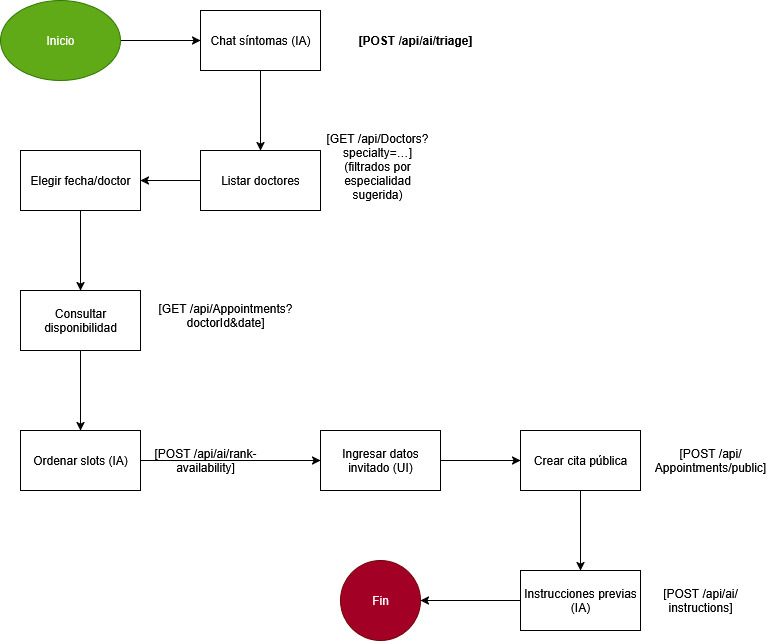 Inicio
Chat síntomas (IA)
[POST /api/ai/triage]
[GET /api/Doctors?
specialty=…]
(filtrados por
especialidad
sugerida)
Elegir fecha/doctor
Listar doctores
Consultar
disponibilidad
[GET /api/Appointments?
doctorId&date]
Ordenar slots (IA)
[POST /api/ai/rank-
availability]
Ingresar datos
invitado (UI)
Crear cita pública
[POST /api/
Appointments/public]
Fin
Instrucciones previas
(IA)
[POST /api/ai/
instructions]